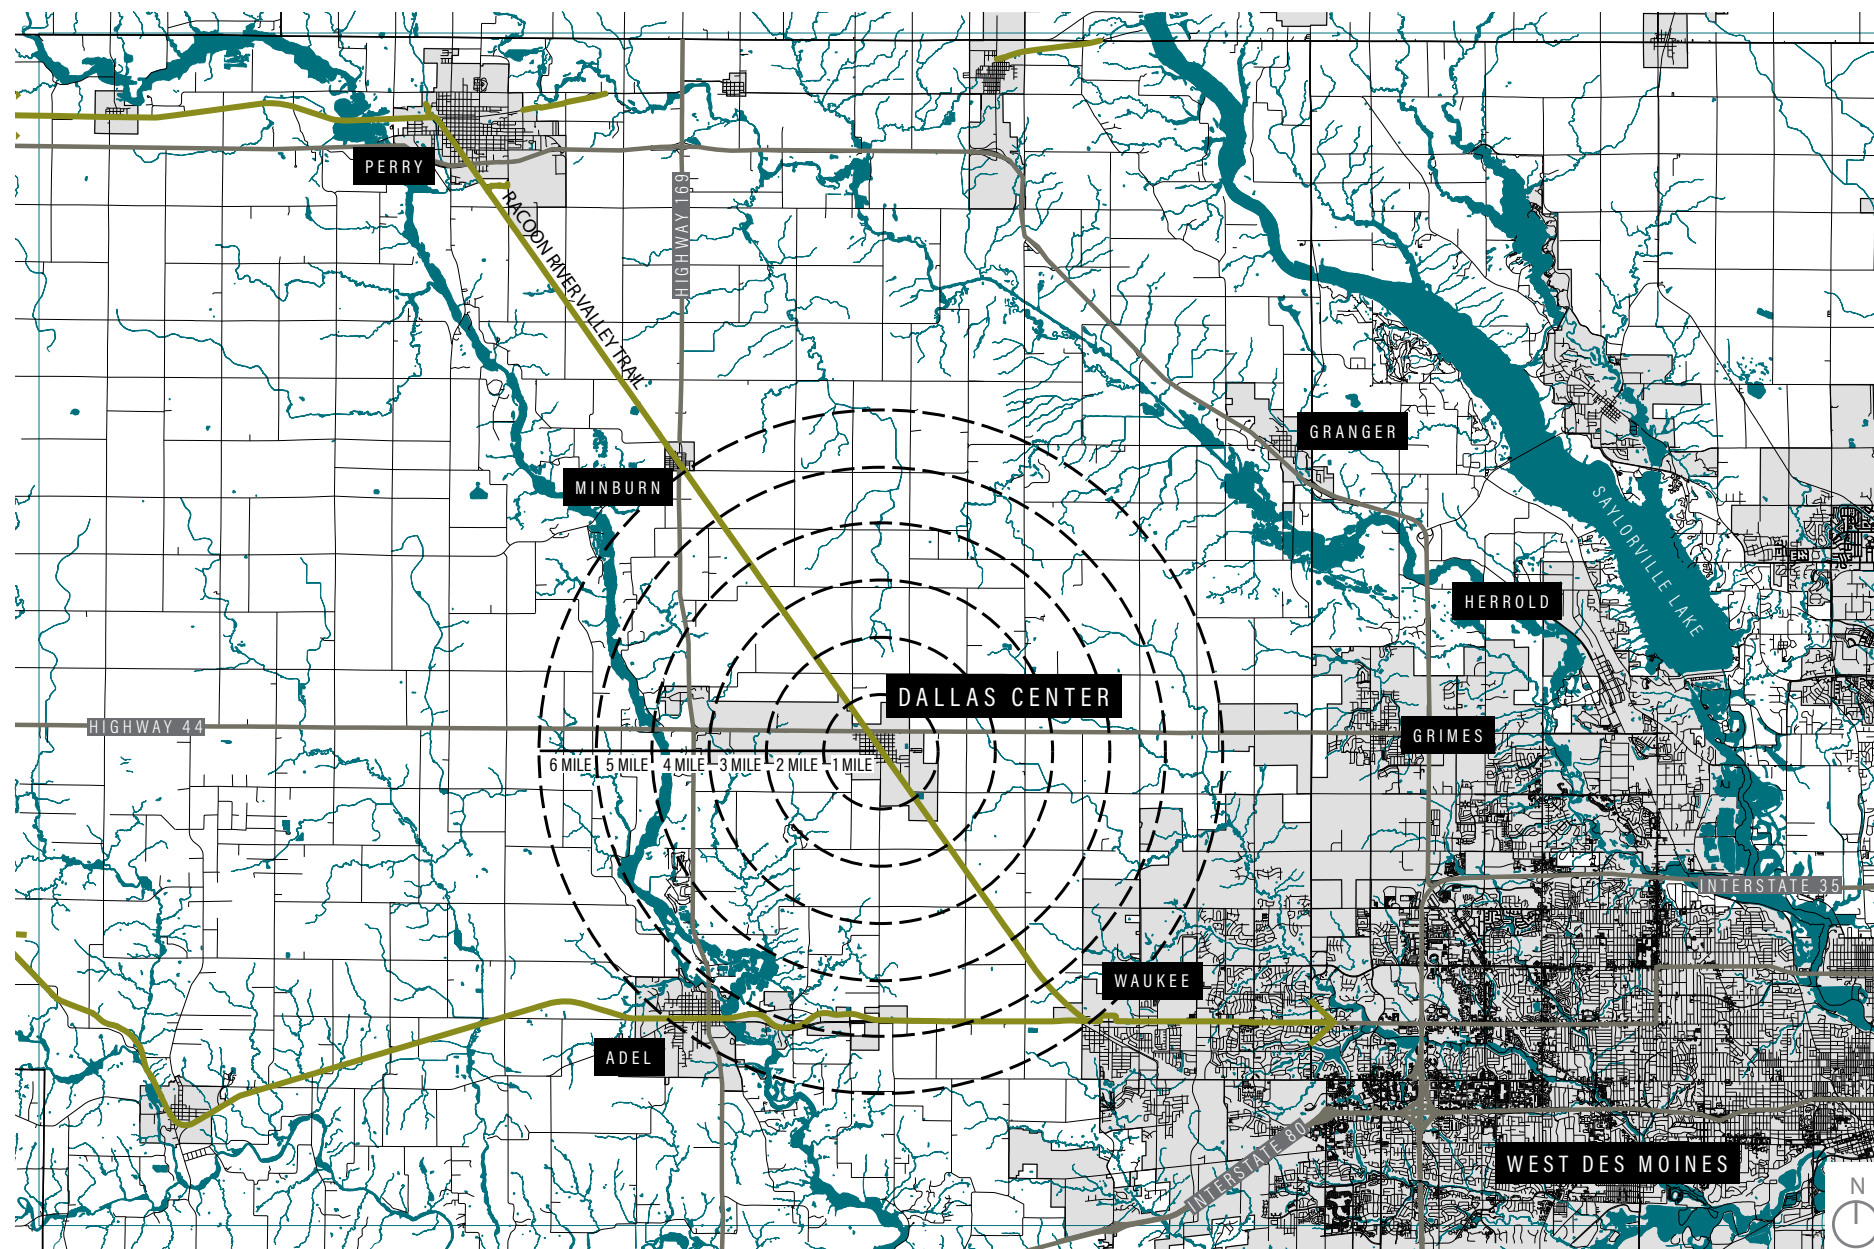 PERRY
HIGHWAY 169
RACOON RIVER VALLEY TRAIL
GRANGER
MINBURN
SAYLORVILLE LAKE
HERROLD
DALLAS CENTER
HIGHWAY 44
GRIMES
6 MILE 5 MILE 4 MILE 3 MILE 2 MILE 1 MILE
INTERSTATE 35
WAUKEE
ADEL
INTERSTATE 80
WEST DES MOINES
N